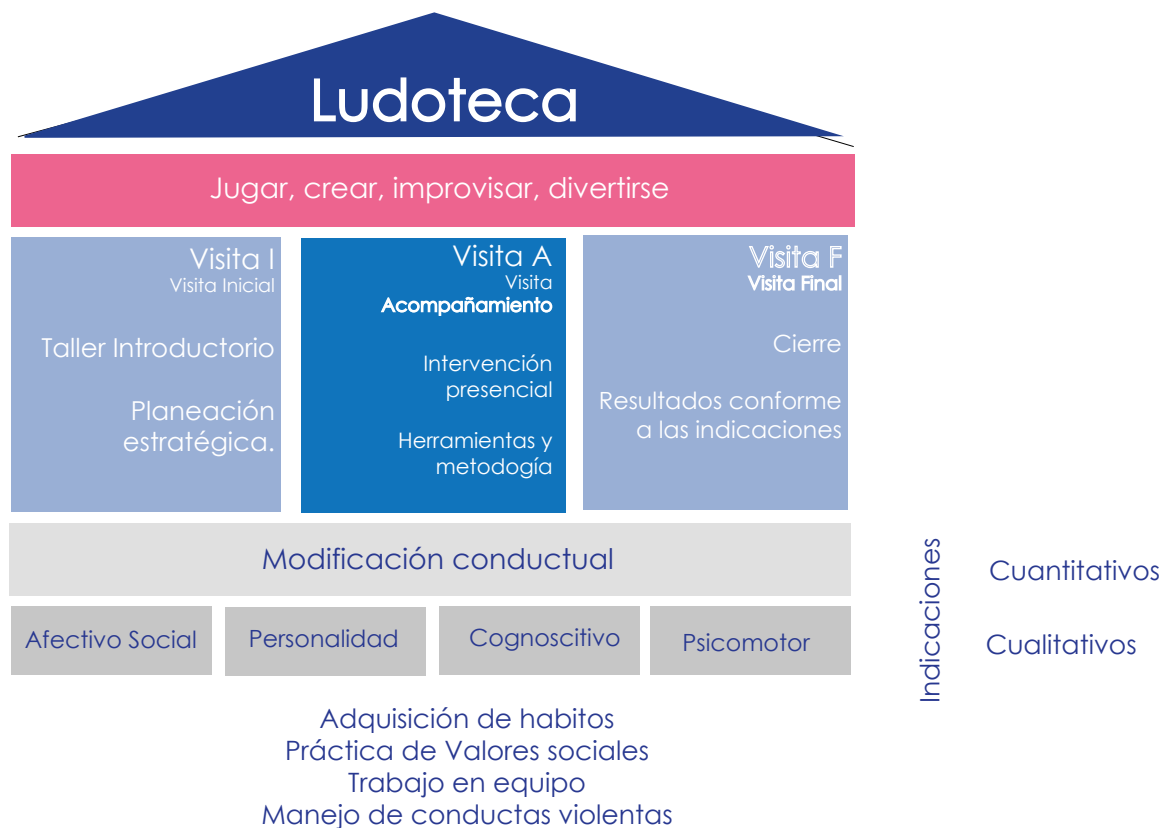 Ludoteca
Jugar, crear, improvisar, divertirse
Visita I
Visita Inicial
Taller Introductorio
Planeación
estratégica.
Visita A
Visita
Acompañamiento
Intervención
presencial
Herramientas y
metodogía
Visita F
Visita Final
Cierre
Resultados conforme
a las indicaciones
Modificación conductual
Afectivo Social
Personalidad
Cognoscitivo
Psicomotor
Indicaciones
Cuantitativos
Cualitativos
Adquisición de habitos
Práctica de Valores sociales
Trabajo en equipo
Manejo de conductas violentas